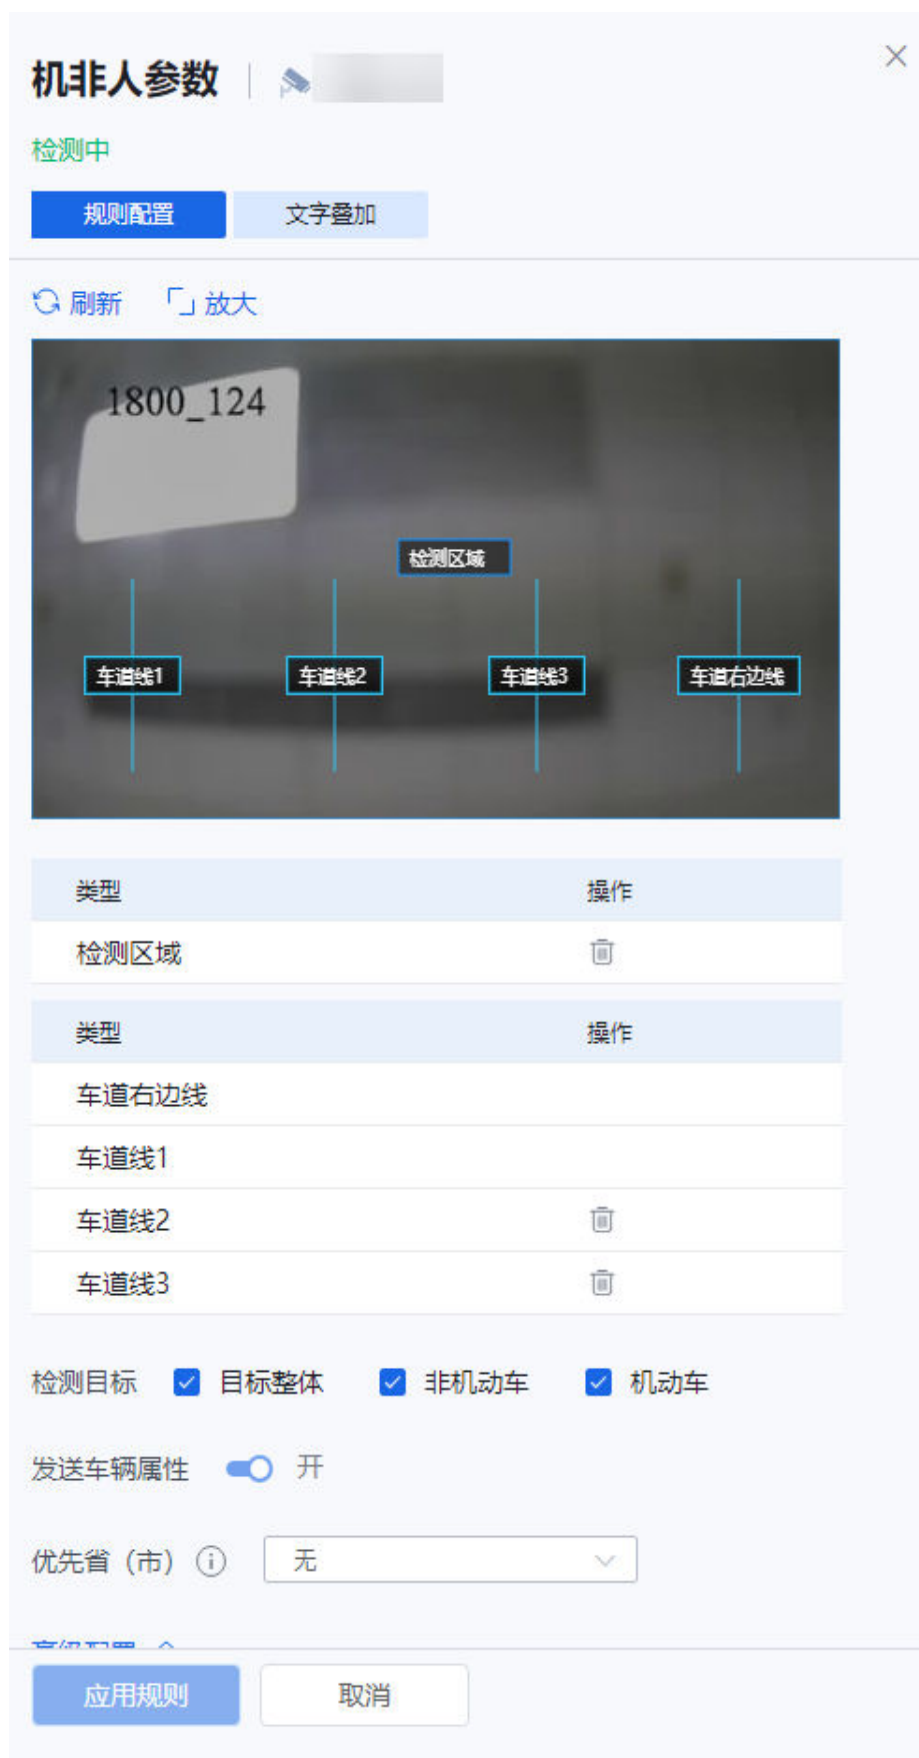 机非人参数
检测中
规则配置 文字叠加
刷新 放大
1800_124
检测区域
车道线1 车道线2 车道线3 车道右边线
类型 操作
检测区域
类型 操作
车道右边线
车道线1
车道线2
车道线3
检测目标 目标整体 非机动车 机动车
发送车辆属性 开
优先省（市） 无
高级配置
应用规则 取消